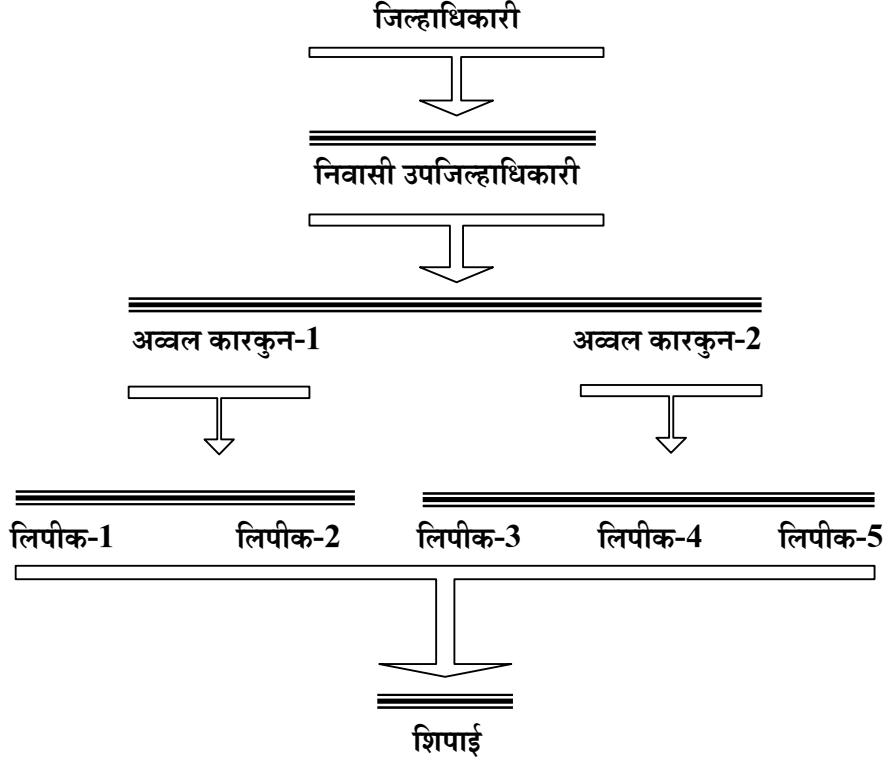 जिल्हाधिकारी
निवासी उपजिल्हाधिकारी
अव्वल कारकुन-1 अव्वल कारकुन-2
लिपीक-1 लिपीक-2 लिपीक-3 लिपीक-4 लिपीक-5
शिपाई